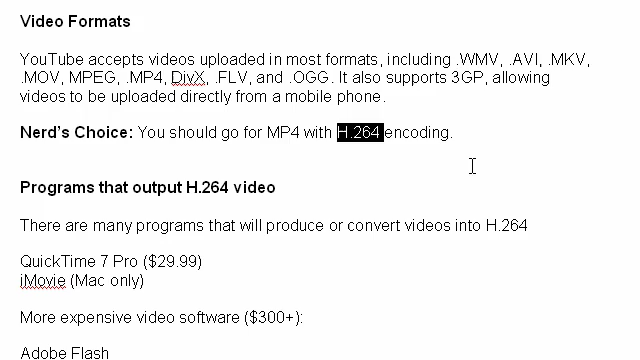 Video Formats
YouTube accepts videos uploaded in most formats, including .WMV, .AVI, .MKV,
.MOV, MPEG, .MP4, DivX, .FLV, and .OGG. It also supports 3GP, allowing
videos to be uploaded directly from a mobile phone.
Nerd's Choice: You should go for MP4 with H.264 encoding.
Programs that output H.264 video
There are many programs that will produce or convert videos into H.264
QuickTime 7 Pro ($29.99)
iMovie (Mac only)
More expensive video software ($300+):
Adobe Flash